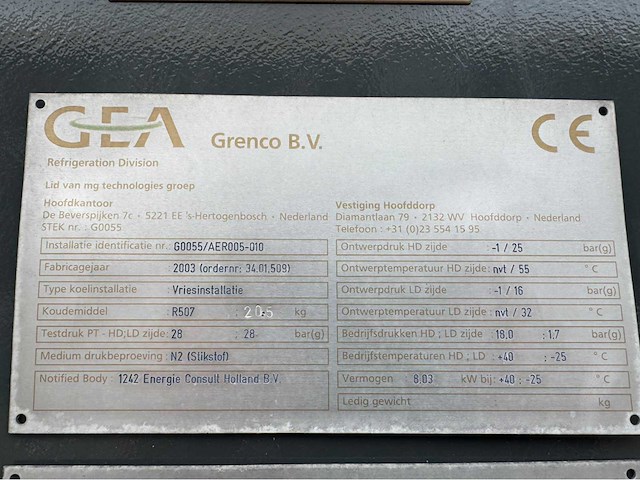 GEA Grenco B.V. CE
Refrigeration Division
Lid van mg technologies groep
Hoofdkantoor
De Beverspijken 7c · 5221 EE 's-Hertogenbosch · Nederland
STEK nr. : G0055
Vestiging Hoofddorp
Diamantlaan 79 · 2132 WV Hoofddorp · Nederland
Telefoon : +31 (0)23 554 15 95
Installatie identificatie nr.: G0055/AER005-010
Fabricagejaar : 2003 (ordernr: 34.01.509)
Type koelinstallatie : Vriesinstallatie
Koudemiddel : R507 : 20.5 kg
Testdruk PT - HD;LD zijde: 28 : 28 bar(g)
Medium drukbeproeving : N2 (Stikstof)
Notified Body : 1242 Energie Consult Holland B.V.
Ontwerpdruk HD zijde : -1 / 25 bar(g)
Ontwerptemperatuur HD zijde : nvt / 55 °C
Ontwerpdruk LD zijde : -1 / 16 bar(g)
Ontwerptemperatuur LD zijde : nvt / 32 °C
Bedrijfsdrukken HD ; LD zijde : 18,0 : 1,7 bar(g)
Bedrijfstemperaturen HD ; LD : +40 : -25 °C
Vermogen : 8,03 kW bij: +40 : -25 °C
Ledig gewicht : kg